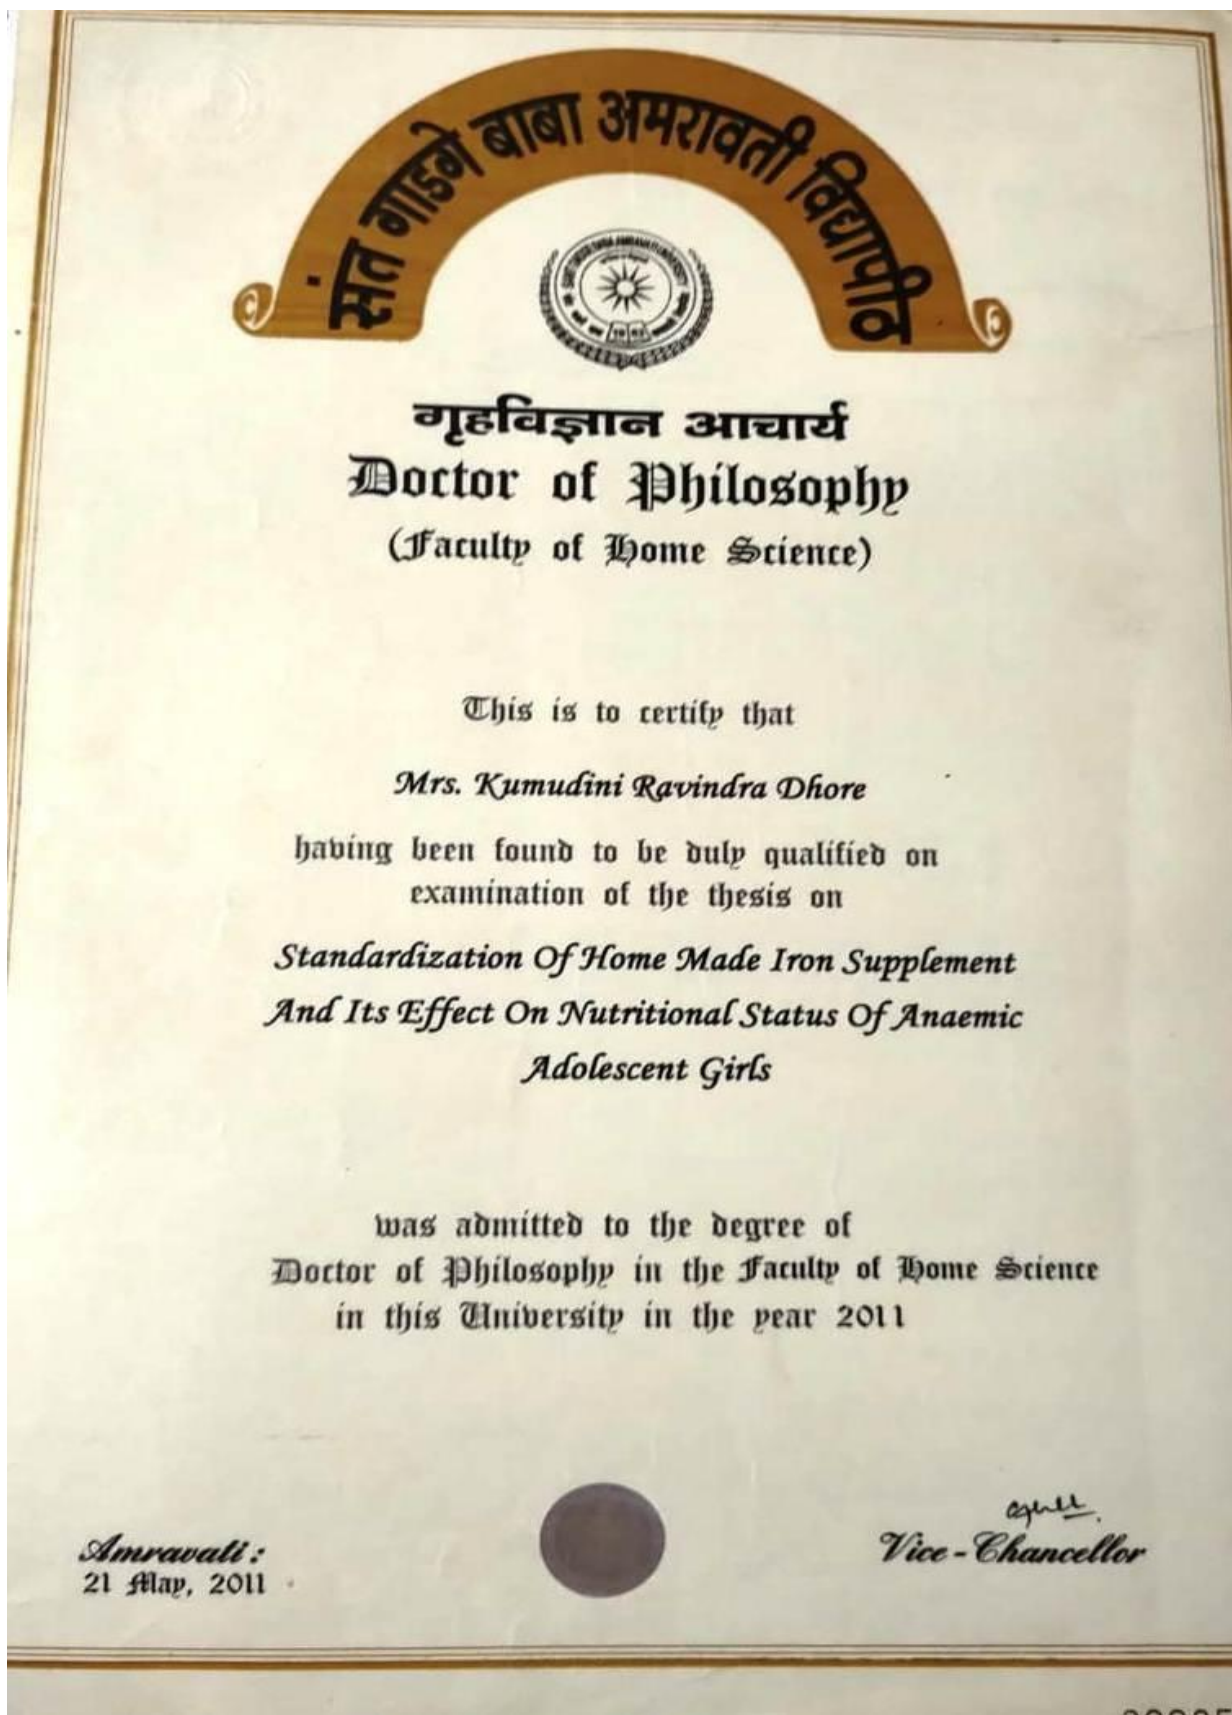 संत गाडगे बाबा अमरावती विद्यापीठ
गृहविज्ञान आचार्य
Doctor of Philosophy
(Faculty of Home Science)
This is to certify that
Mrs. Kumudini Ravindra Dhore
having been found to be duly qualified on
examination of the thesis on
Standardization Of Home Made Iron Supplement
And Its Effect On Nutritional Status Of Anaemic
Adolescent Girls
was admitted to the degree of
Doctor of Philosophy in the Faculty of Home Science
in this University in the year 2011
Vice-Chancellor
Amravati :
21 May, 2011